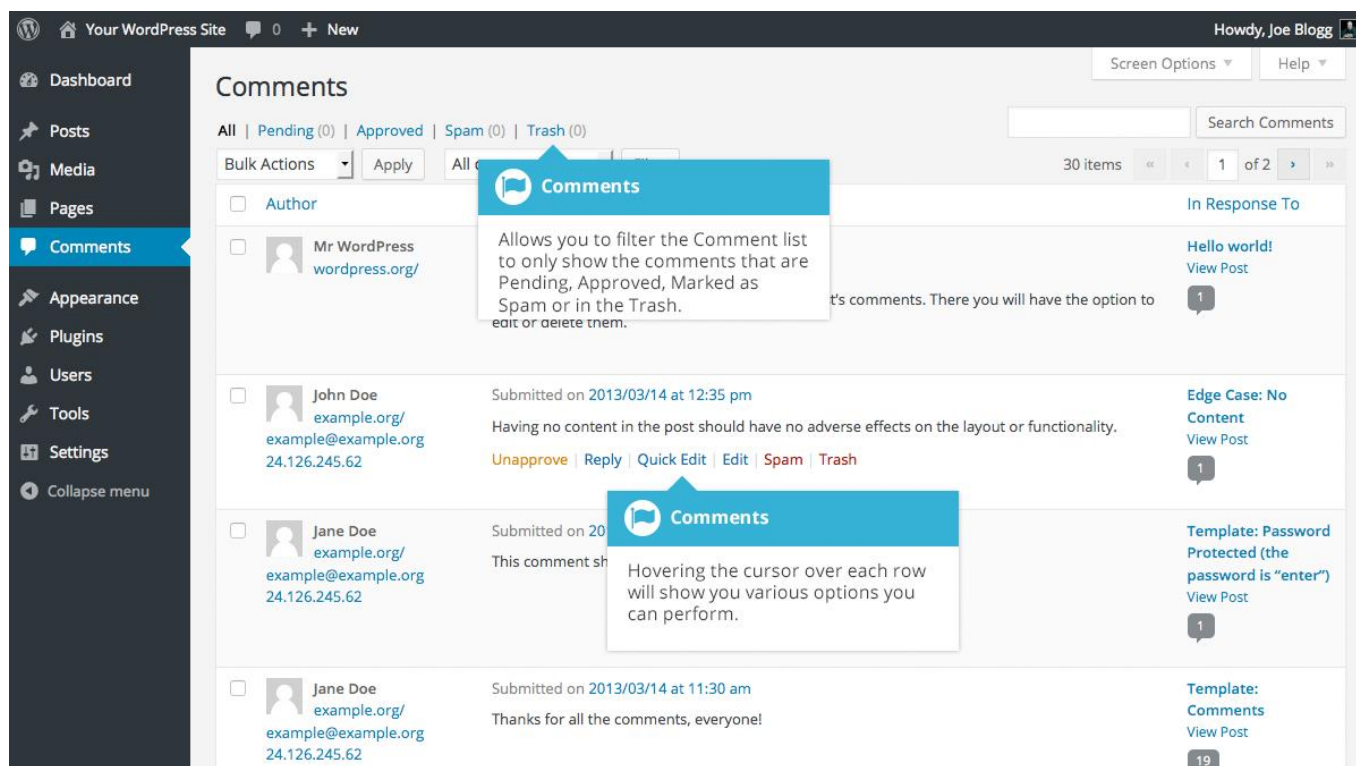 Your WordPress Site 0 + New Howdy, Joe Blogg
Screen Options Help
Dashboard
Posts
Media
Pages
Comments
Appearance
Plugins
Users
Tools
Settings
Collapse menu
Comments
All | Pending (0) | Approved | Spam (0) | Trash (0)
Search Comments
Bulk Actions Apply All
30 items « ‹ 1 of 2 › »
Comments
Allows you to filter the Comment list
to only show the comments that are
Pending, Approved, Marked as
Spam or in the Trash.
Author In Response To
Mr WordPress
wordpress.org/
t's comments. There you will have the option to
edit or delete them.
Hello world!
View Post
1
John Doe
example.org/
example@example.org
24.126.245.62
Submitted on 2013/03/14 at 12:35 pm
Having no content in the post should have no adverse effects on the layout or functionality.
Unapprove | Reply | Quick Edit | Edit | Spam | Trash
Edge Case: No
Content
View Post
1
Comments
Hovering the cursor over each row
will show you various options you
can perform.
Jane Doe
example.org/
example@example.org
24.126.245.62
Submitted on 20
This comment sh
Template: Password
Protected (the
password is “enter”)
View Post
1
Jane Doe
example.org/
example@example.org
24.126.245.62
Submitted on 2013/03/14 at 11:30 am
Thanks for all the comments, everyone!
Template:
Comments
View Post
19